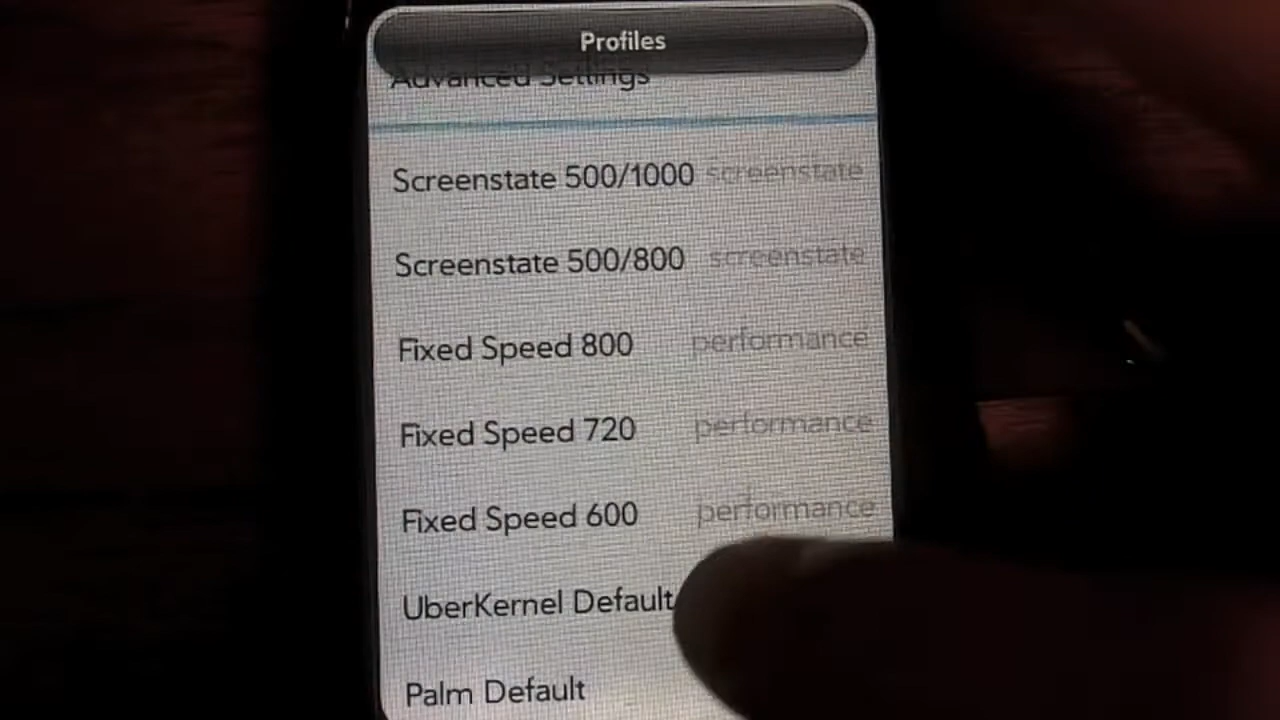 Profiles
Advanced Settings
Screenstate 500/1000 screenstate
Screenstate 500/800 screenstate
Fixed Speed 800 performance
Fixed Speed 720 performance
Fixed Speed 600 performance
UberKernel Default
Palm Default